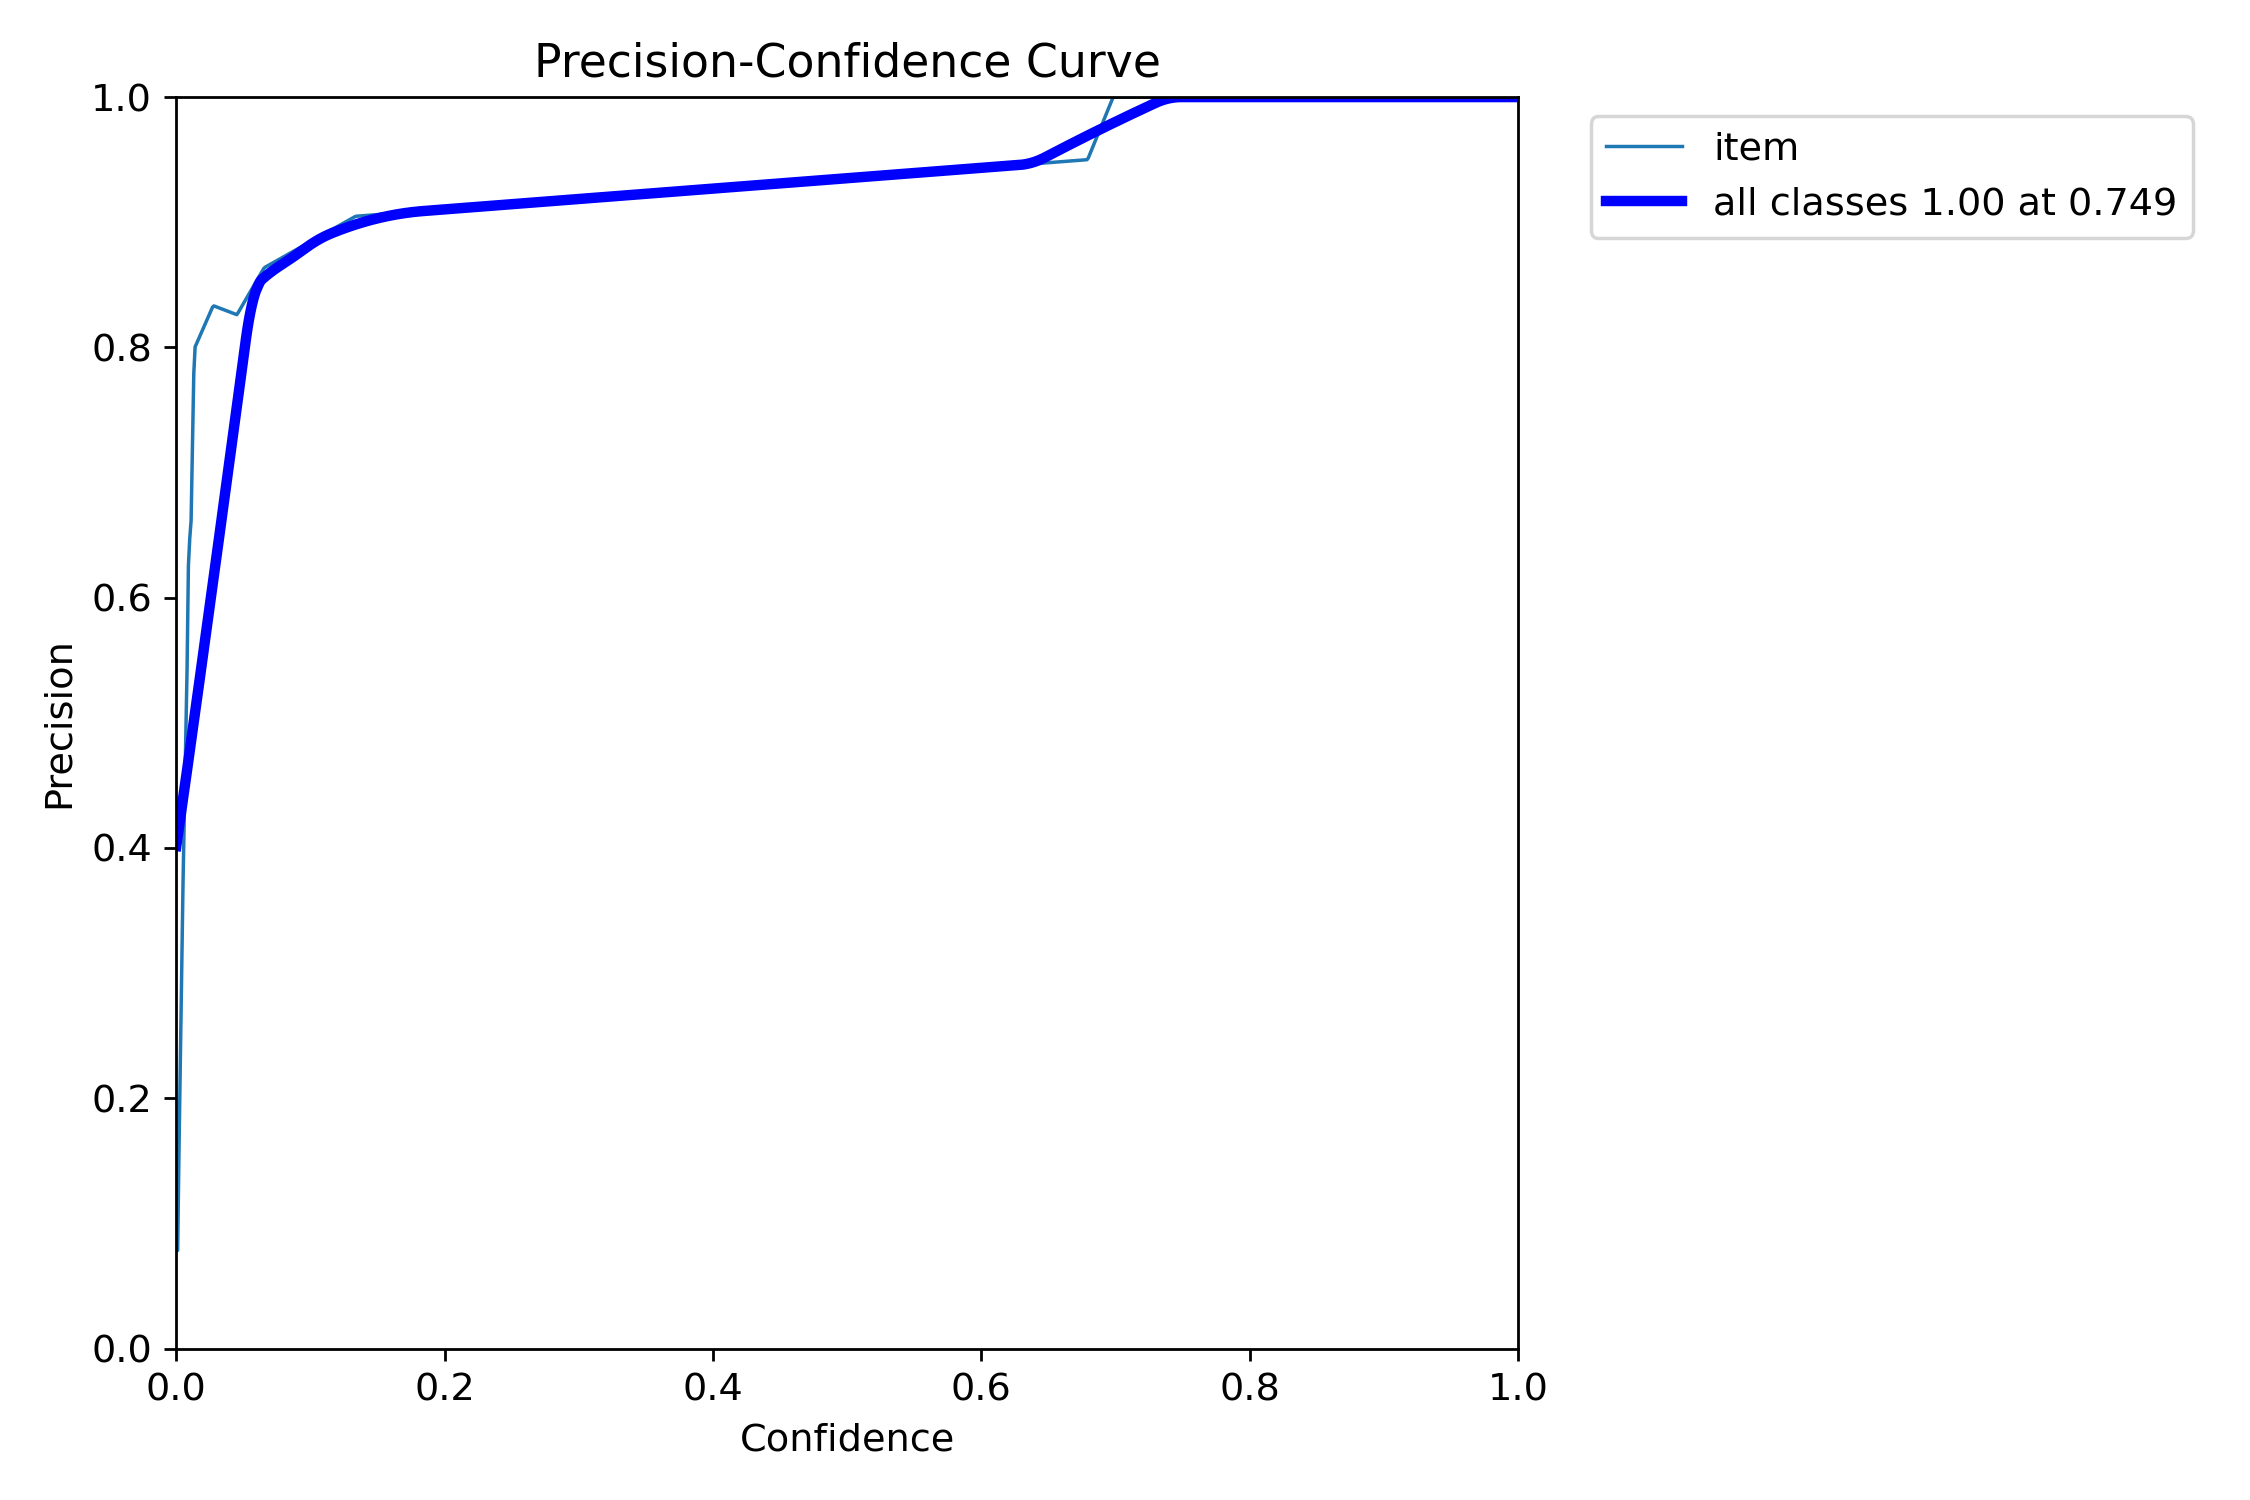 Precision-Confidence Curve
item
all classes 1.00 at 0.749
Precision
1.0
0.8
0.6
0.4
0.2
0.0
0.0 0.2 0.4 0.6 0.8 1.0
Confidence